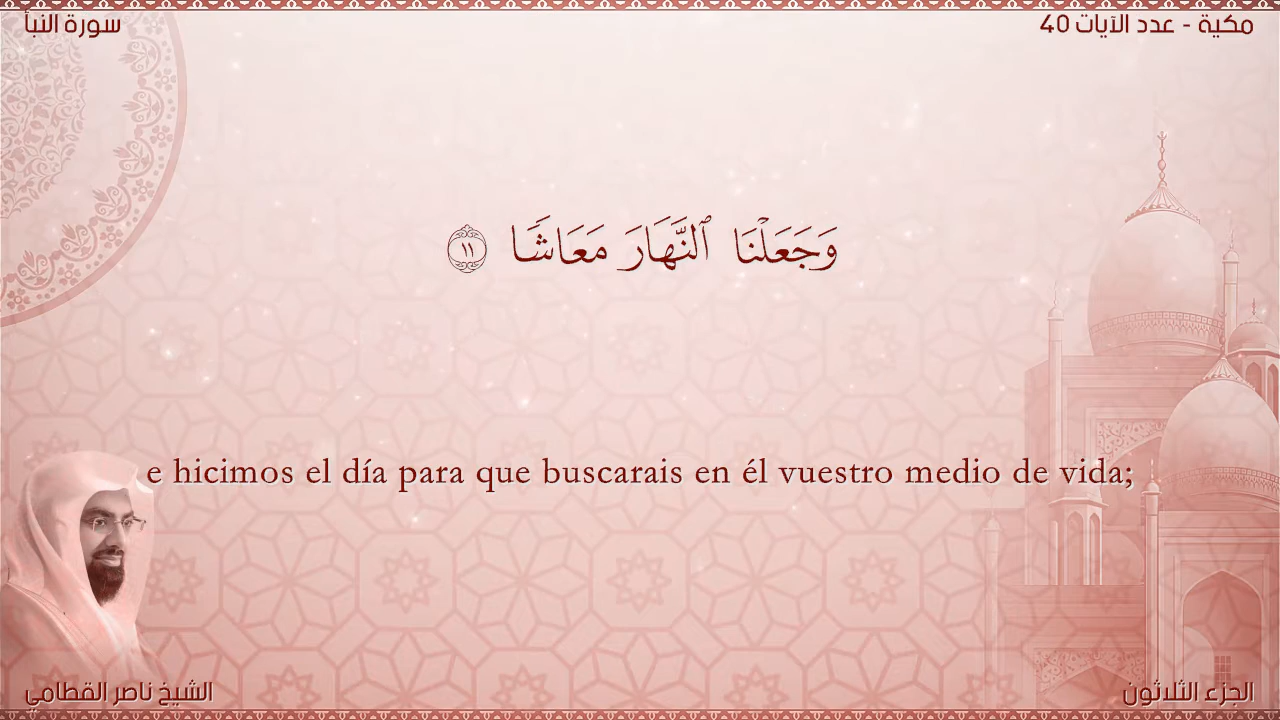 سورة النبأ
مكية - عدد الآيات 40
وَجَعَلْنَا ٱلنَّهَارَ مَعَاشًا ١١
e hicimos el día para que buscarais en él vuestro medio de vida;
الشيخ ناصر القطامي
الجزء الثلاثون